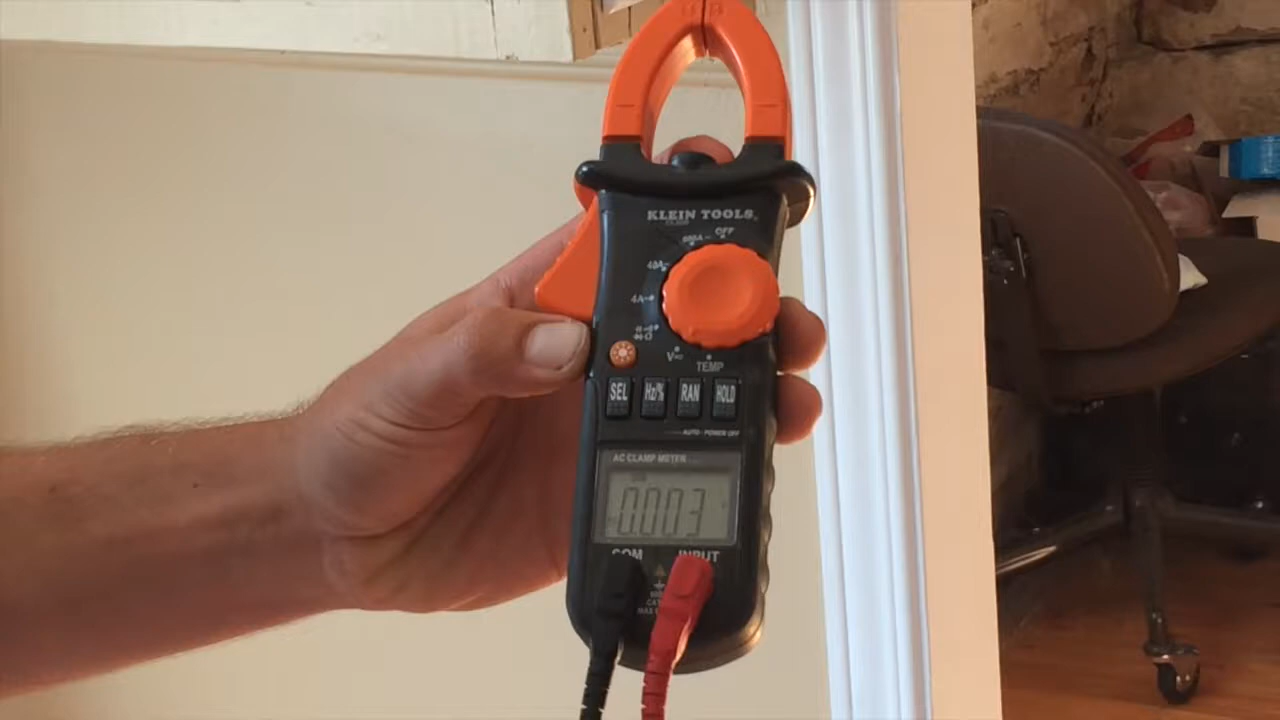 KLEIN TOOLS
OFF
600A
40A
4A
V
TEMP
SEL Hz/% RAN HOLD
AUTO POWER OFF
AC CLAMP METER
0.003
COM INPUT